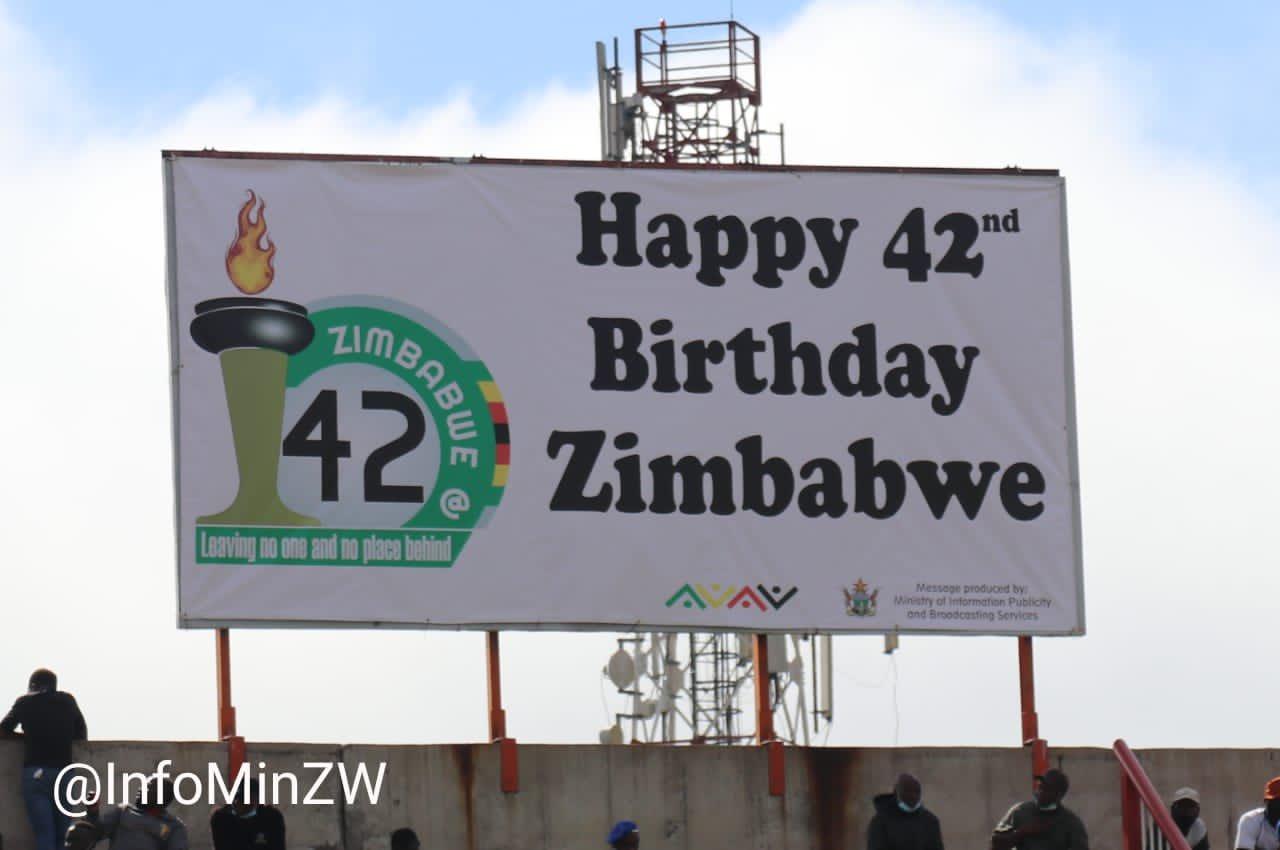 Happy 42nd
Birthday
Zimbabwe
ZIMBABWE @
42
Leaving no one and no place behind
Message produced by:
Ministry of Information Publicity
and Broadcasting Services
@InfoMinZW